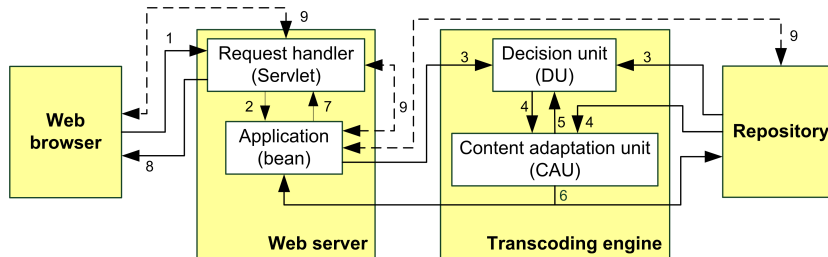 9
1
Request handler
(Servlet)
Decision unit
(DU)
9
3
3
2
7
9
4
5
4
Web
browser
Application
(bean)
Content adaptation unit
(CAU)
Repository
8
6
Web server
Transcoding engine